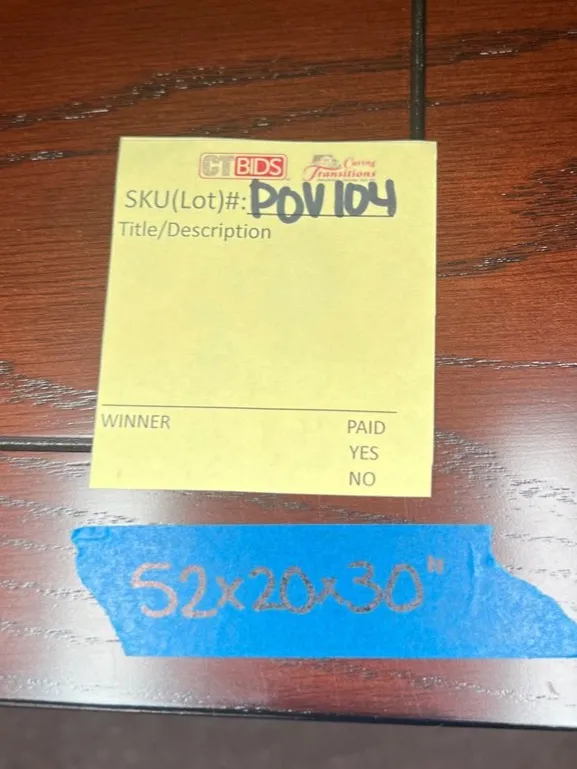 CTBIDS Caring
Transitions
SKU(Lot)#: POV104
Title/Description
WINNER PAID
YES
NO
52x20x30"